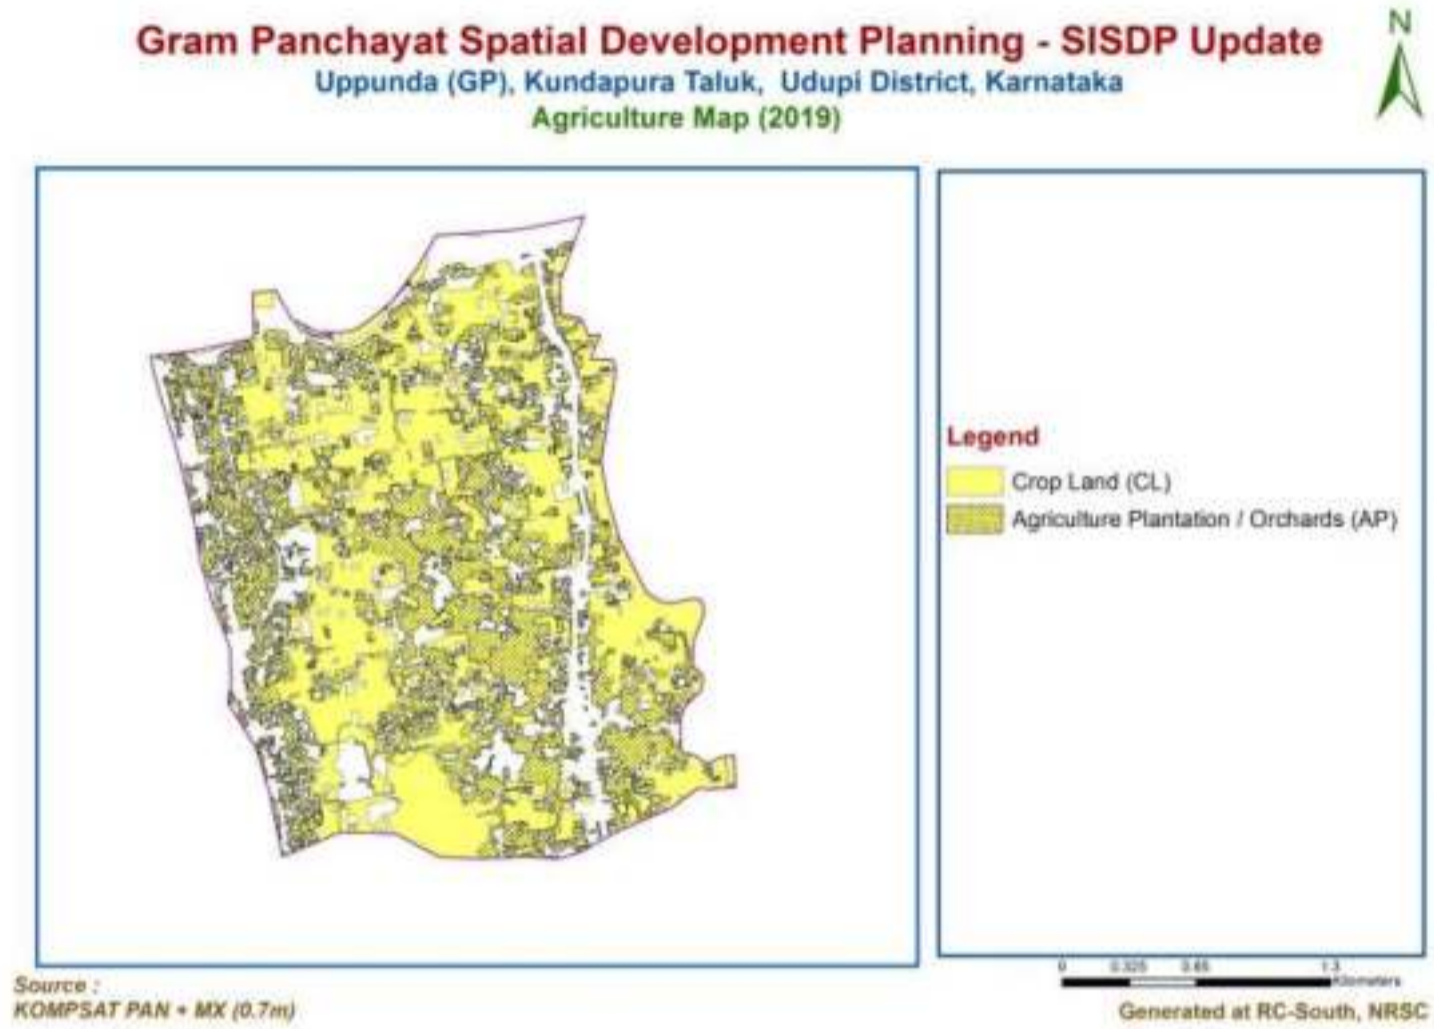 N
Gram Panchayat Spatial Development Planning - SISDP Update
Uppunda (GP), Kundapura Taluk, Udupi District, Karnataka
Agriculture Map (2019)
Legend
Crop Land (CL)
Agriculture Plantation / Orchards (AP)
0 0.325 0.65 1.3
Kilometers
Source :
KOMPSAT PAN + MX (0.7m)
Generated at RC-South, NRSC